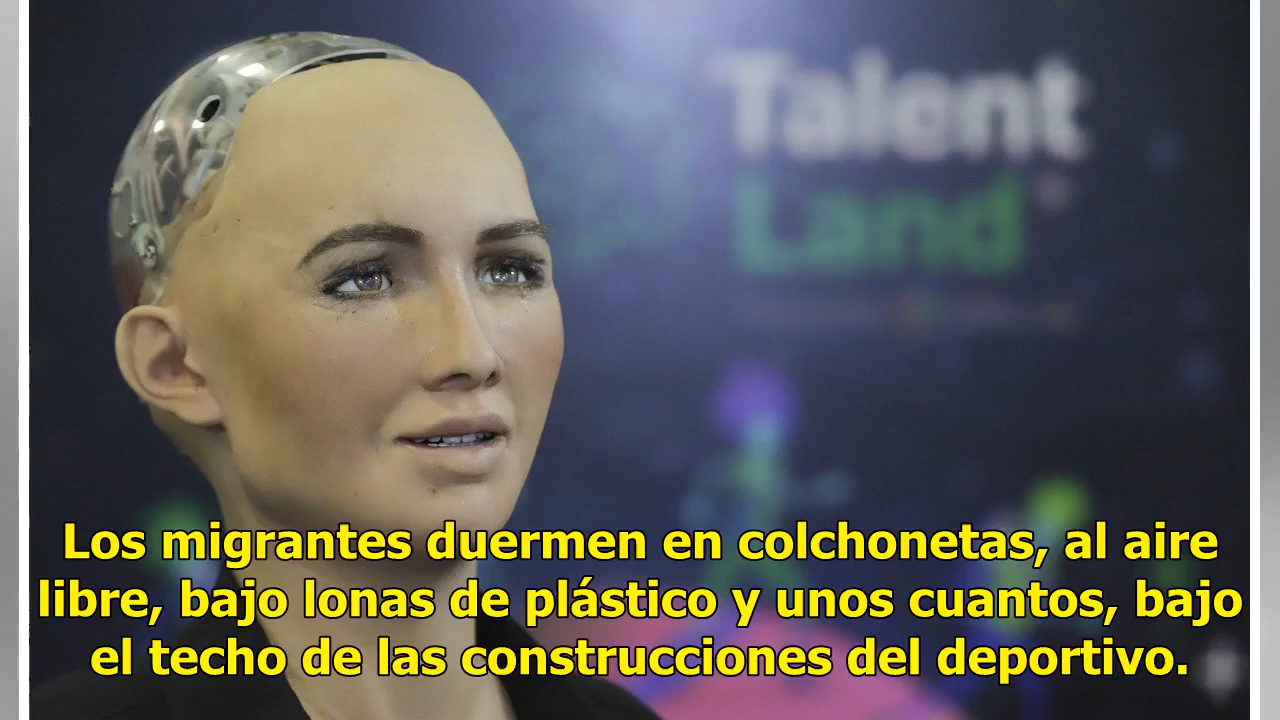 Talent
Land
Los migrantes duermen en colchonetas, al aire
libre, bajo lonas de plástico y unos cuantos, bajo
el techo de las construcciones del deportivo.